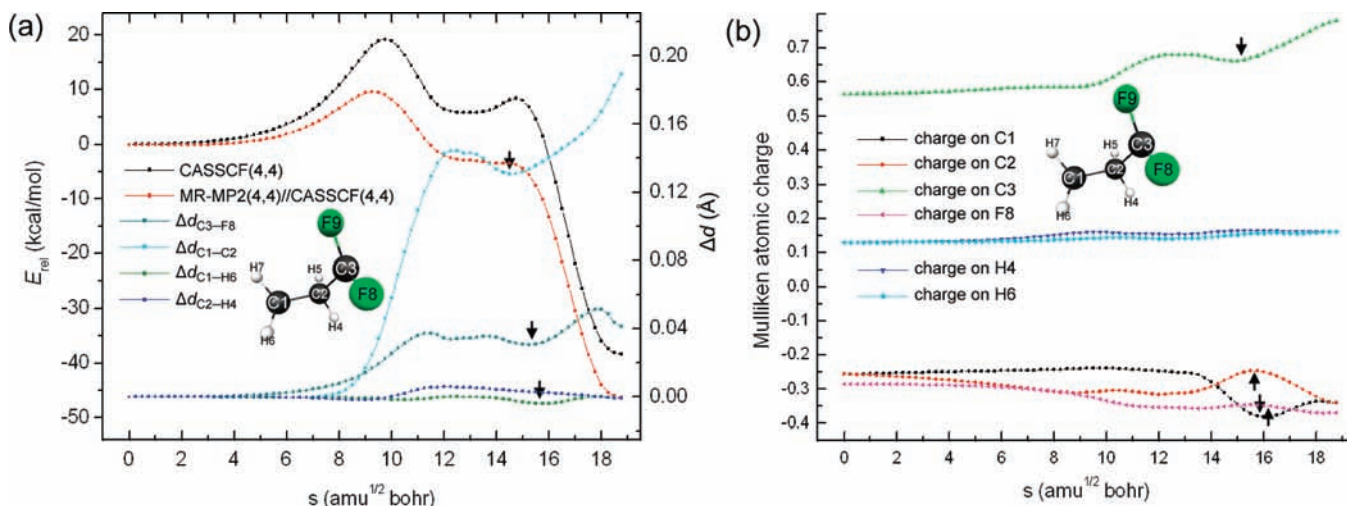 (a)
20
10
0
-10
-20
-30
-40
-50
E_rel (kcal/mol)
0.20
0.16
0.12
0.08
0.04
0.00
Δd (Å)
CASSCF(4,4)
MR-MP2(4,4)//CASSCF(4,4)
Δd_C3–F8
Δd_C1–C2
Δd_C1–H6
Δd_C2–H4
F9
H7
H5
C3
C1
C2
F8
H6
H4
0 2 4 6 8 10 12 14 16 18
s (amu^1/2 bohr)
(b)
0.7
0.6
0.5
0.4
0.3
0.2
0.1
0.0
-0.2
-0.3
-0.4
Mulliken atomic charge
charge on C1
charge on C2
charge on C3
charge on F8
charge on H4
charge on H6
F9
H7
H5
C3
C1
C2
F8
H6
H4
0 2 4 6 8 10 12 14 16 18
s (amu^1/2 bohr)